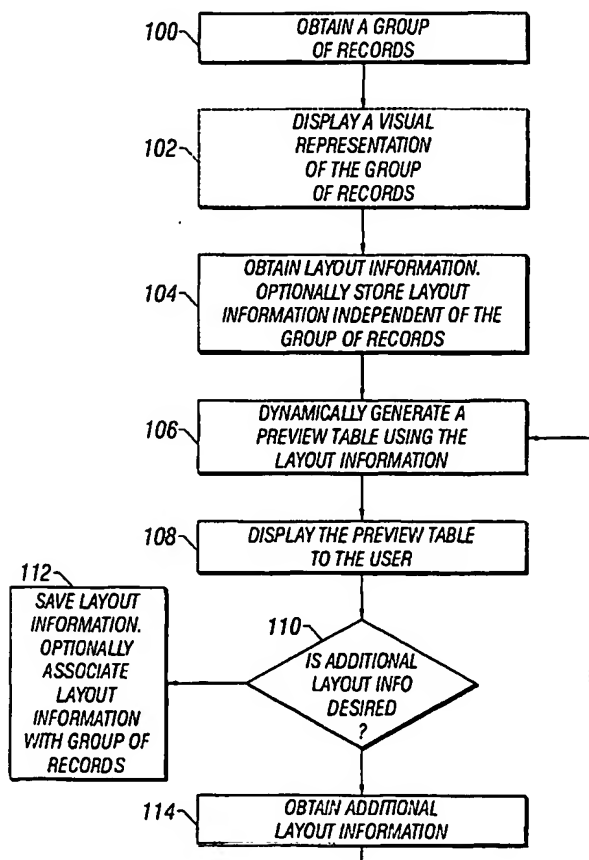 100
OBTAIN A GROUP
OF RECORDS
102
DISPLAY A VISUAL
REPRESENTATION
OF THE GROUP
OF RECORDS
104
OBTAIN LAYOUT INFORMATION.
OPTIONALLY STORE LAYOUT
INFORMATION INDEPENDENT OF THE
GROUP OF RECORDS
106
DYNAMICALLY GENERATE A
PREVIEW TABLE USING THE
LAYOUT INFORMATION
108
DISPLAY THE PREVIEW TABLE
TO THE USER
110
IS ADDITIONAL
LAYOUT INFO
DESIRED
?
112
SAVE LAYOUT
INFORMATION.
OPTIONALLY
ASSOCIATE
LAYOUT
INFORMATION
WITH GROUP OF
RECORDS
114
OBTAIN ADDITIONAL
LAYOUT INFORMATION